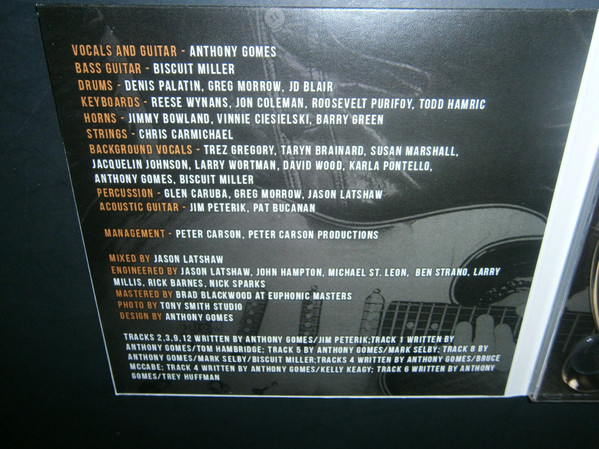 VOCALS AND GUITAR - ANTHONY GOMES
BASS GUITAR - BISCUIT MILLER
DRUMS - DENIS PALATIN, GREG MORROW, JD BLAIR
KEYBOARDS - REESE WYNANS, JON COLEMAN, ROOSEVELT PURIFOY, TODD HAMRIC
HORNS - JIMMY BOWLAND, VINNIE CIESIELSKI, BARRY GREEN
STRINGS - CHRIS CARMICHAEL
BACKGROUND VOCALS - TREZ GREGORY, TARYN BRAINARD, SUSAN MARSHALL,
JACQUELIN JOHNSON, LARRY WORTMAN, DAVID WOOD, KARLA PONTELLO,
ANTHONY GOMES, BISCUIT MILLER
PERCUSSION - GLEN CARUBA, GREG MORROW, JASON LATSHAW
ACOUSTIC GUITAR - JIM PETERIK, PAT BUCANAN
MANAGEMENT - PETER CARSON, PETER CARSON PRODUCTIONS
MIXED BY JASON LATSHAW
ENGINEERED BY JASON LATSHAW, JOHN HAMPTON, MICHAEL ST. LEON, BEN STRANO, LARRY
MILLIS, RICK BARNES, NICK SPARKS
MASTERED BY BRAD BLACKWOOD AT EUPHONIC MASTERS
PHOTO BY TONY SMITH STUDIO
DESIGN BY ANTHONY GOMES
TRACKS 2,3,9,12 WRITTEN BY ANTHONY GOMES/JIM PETERIK;TRACK 1 WRITTEN BY
ANTHONY GOMES/TOM HAMBRIDGE; TRACK 5 BY ANTHONY GOMES/MARK SELBY; TRACK 8 BY
ANTHONY GOMES/MARK SELBY/BISCUIT MILLER;TRACKS 4 WRITTEN BY ANTHONY GOMES/BRUCE
MCCABE; TRACK 4 WRITTEN BY ANTHONY GOMES/KELLY KEAGY; TRACK 6 WRITTEN BY ANTHONY
GOMES/TREY HUFFMAN